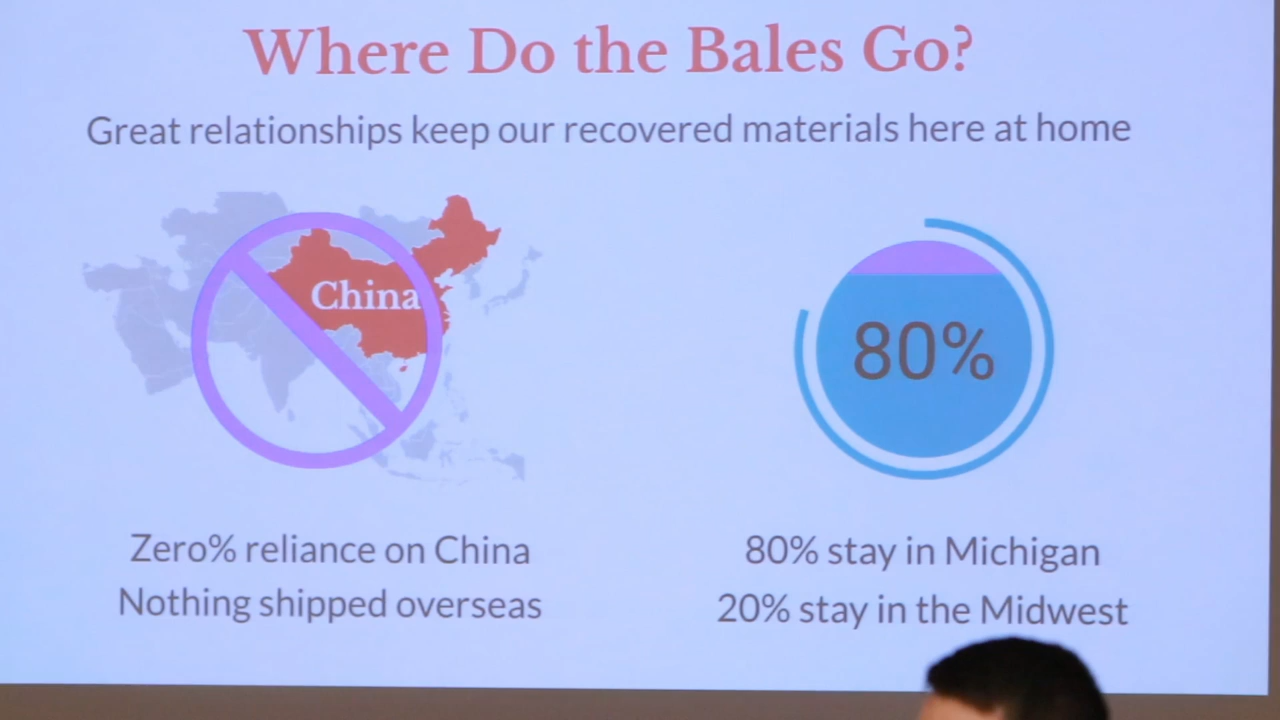 Where Do the Bales Go?
Great relationships keep our recovered materials here at home
China
80%
Zero% reliance on China
Nothing shipped overseas
80% stay in Michigan
20% stay in the Midwest